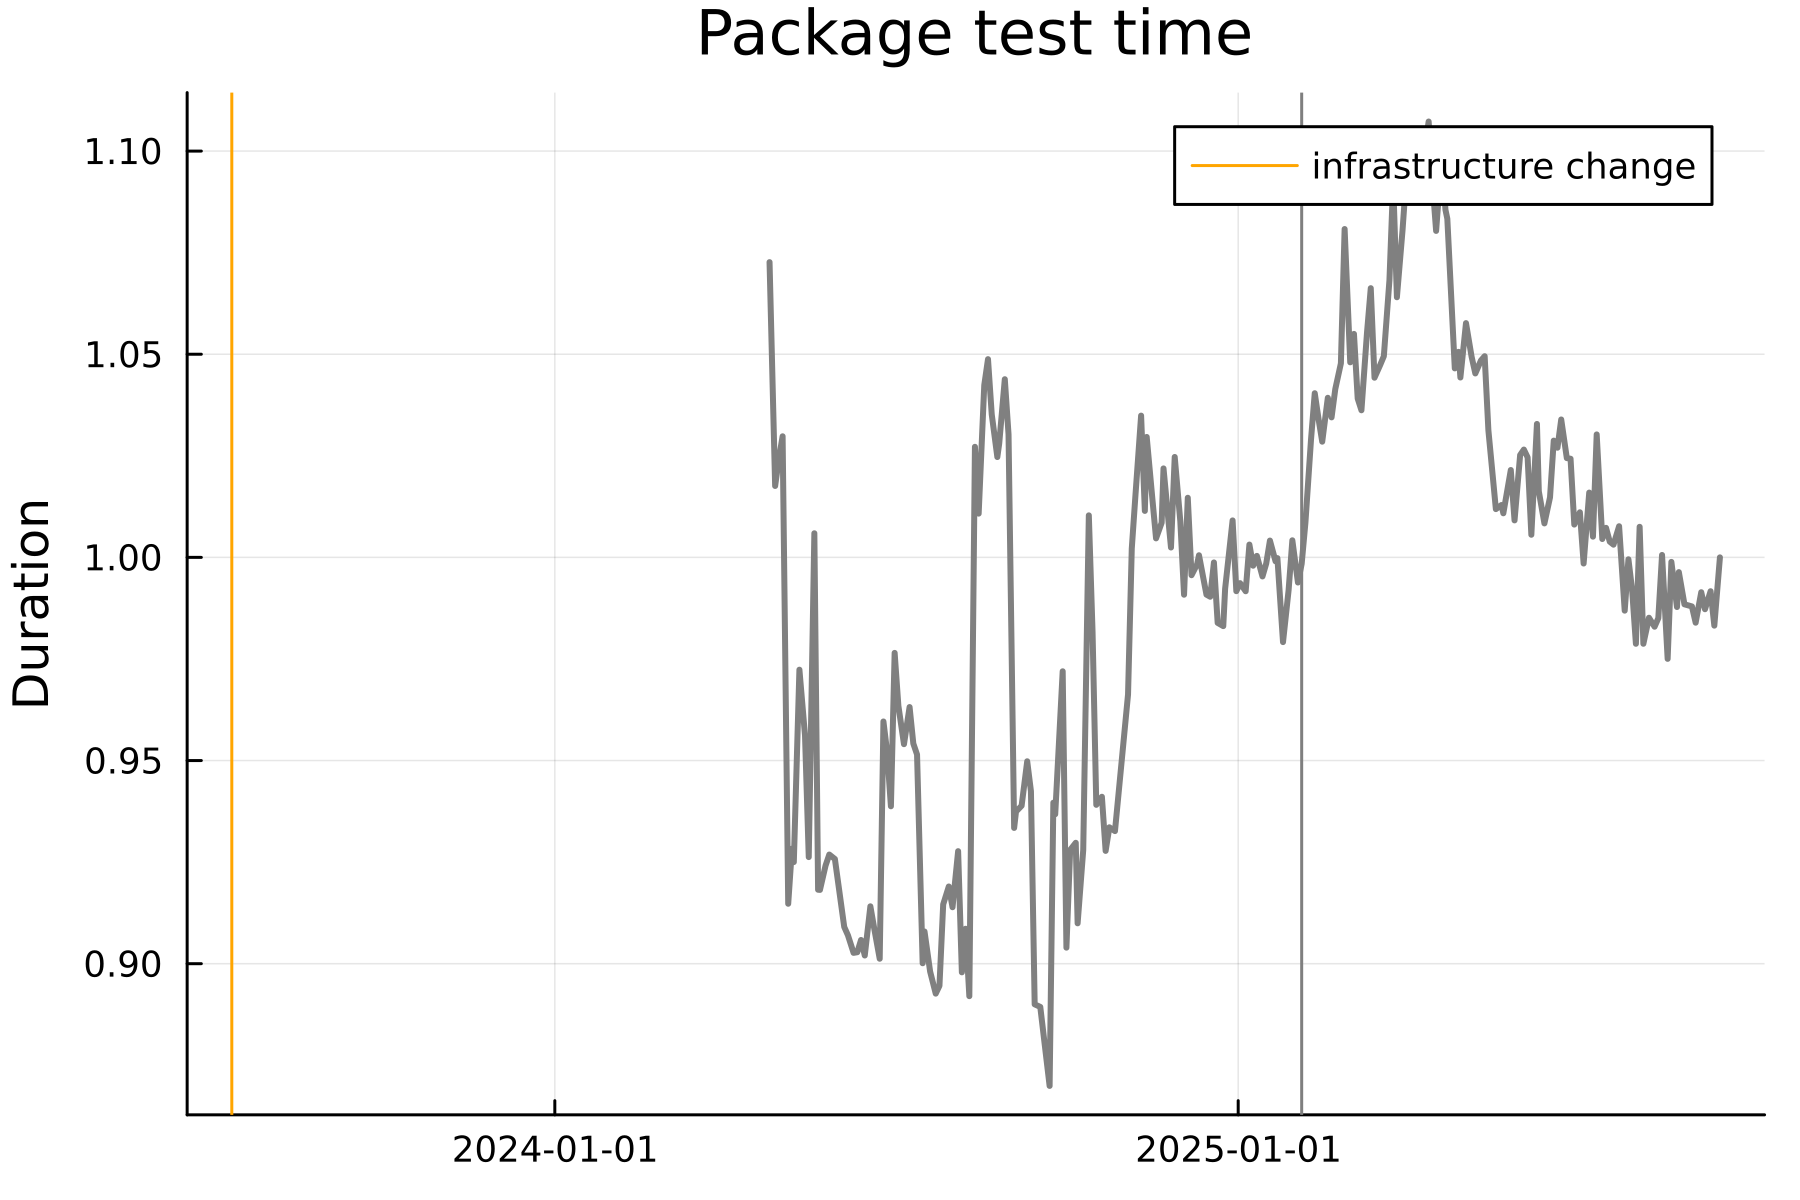 Package test time
infrastructure change
Duration
1.10
1.05
1.00
0.95
0.90
2024-01-01
2025-01-01